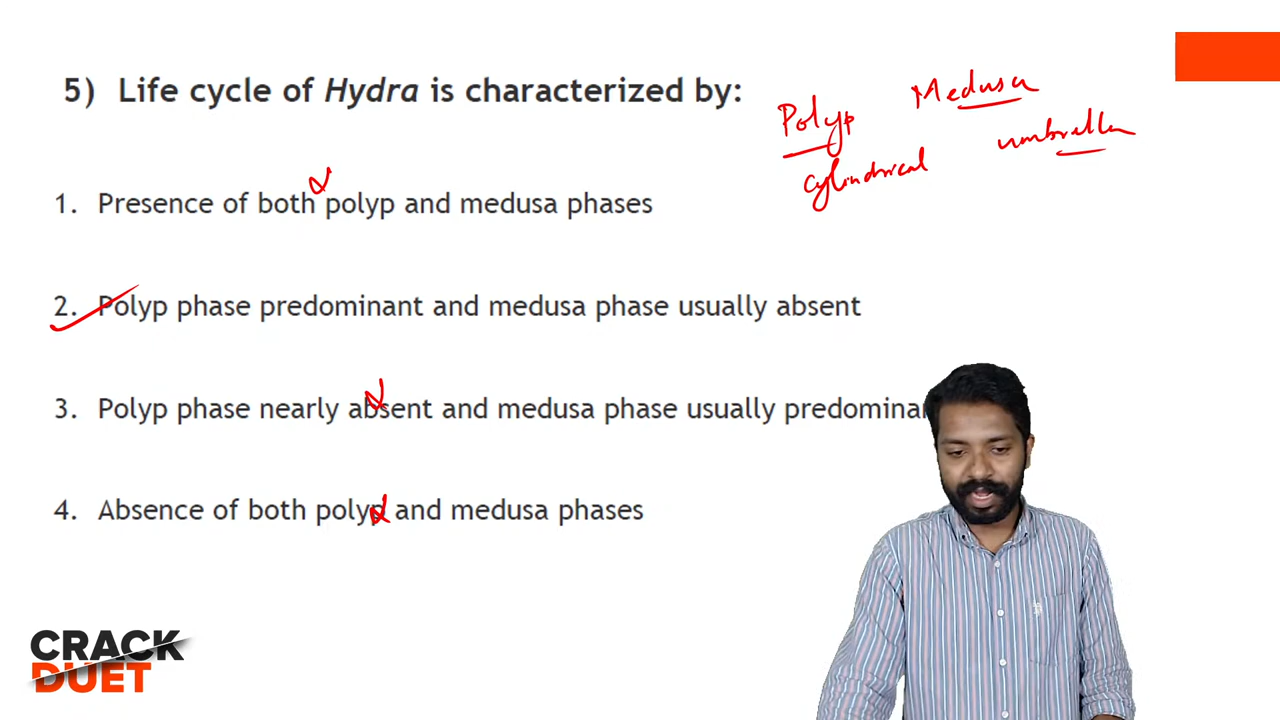 5) Life cycle of Hydra is characterized by:
Polyp Medusa
cylindrical umbrella
1. Presence of both polyp and medusa phases
2. Polyp phase predominant and medusa phase usually absent
3. Polyp phase nearly absent and medusa phase usually
4. Absence of both polyp and medusa phases
CRACK
DUET